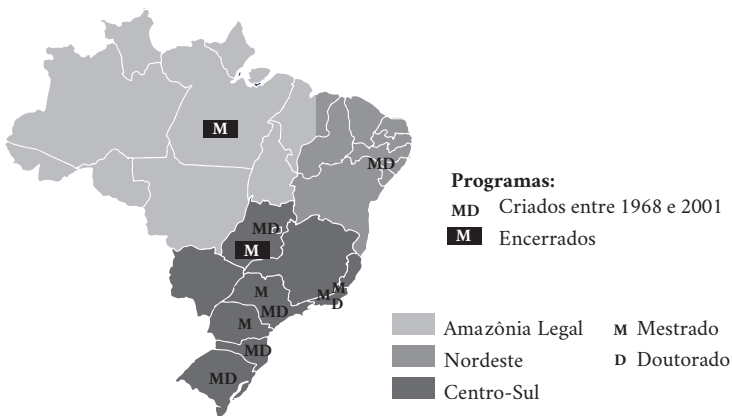 M
MD
MD
M
M
M
M
D
MD
M
MD
MD
Programas:
MD Criados entre 1968 e 2001
M Encerrados
Amazônia Legal
Nordeste
Centro-Sul
M Mestrado
D Doutorado